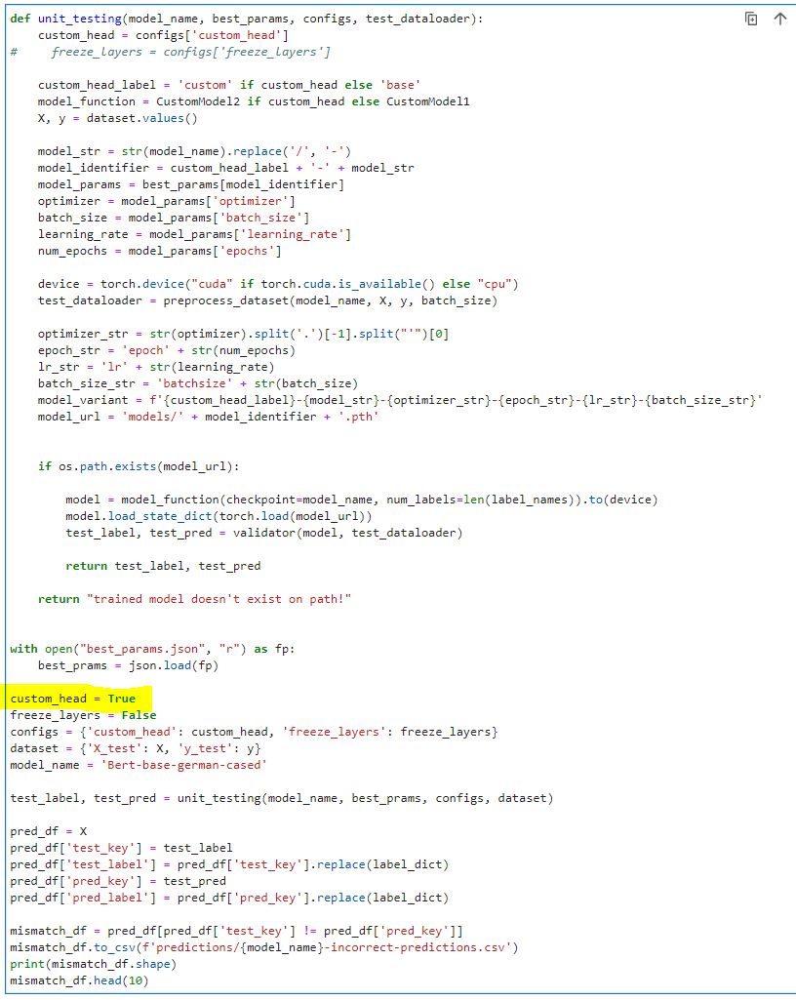 def unit_testing(model_name, best_params, configs, test_dataloader):
    custom_head = configs['custom_head']
#     freeze_layers = configs['freeze_layers']
    custom_head_label = 'custom' if custom_head else 'base'
    model_function = CustomModel2 if custom_head else CustomModel1
    X, y = dataset.values()
    model_str = str(model_name).replace('/', '-')
    model_identifier = custom_head_label + '-' + model_str
    model_params = best_params[model_identifier]
    optimizer = model_params['optimizer']
    batch_size = model_params['batch_size']
    learning_rate = model_params['learning_rate']
    num_epochs = model_params['epochs']
    device = torch.device("cuda" if torch.cuda.is_available() else "cpu")
    test_dataloader = preprocess_dataset(model_name, X, y, batch_size)
    optimizer_str = str(optimizer).split('.')[-1].split("'")[0]
    epoch_str = 'epoch' + str(num_epochs)
    lr_str = 'lr' + str(learning_rate)
    batch_size_str = 'batchsize' + str(batch_size)
    model_variant = f'{custom_head_label}-{model_str}-{optimizer_str}-{epoch_str}-{lr_str}-{batch_size_str}'
    model_url = 'models/' + model_identifier + '.pth'
    if os.path.exists(model_url):
        model = model_function(checkpoint=model_name, num_labels=len(label_names)).to(device)
        model.load_state_dict(torch.load(model_url))
        test_label, test_pred = validator(model, test_dataloader)
        return test_label, test_pred
    return "trained model doesn't exist on path!"
with open("best_params.json", "r") as fp:
    best_prams = json.load(fp)
custom_head = True
freeze_layers = False
configs = {'custom_head': custom_head, 'freeze_layers': freeze_layers}
dataset = {'X_test': X, 'y_test': y}
model_name = 'Bert-base-german-cased'
test_label, test_pred = unit_testing(model_name, best_prams, configs, dataset)
pred_df = X
pred_df['test_key'] = test_label
pred_df['test_label'] = pred_df['test_key'].replace(label_dict)
pred_df['pred_key'] = test_pred
pred_df['pred_label'] = pred_df['pred_key'].replace(label_dict)
mismatch_df = pred_df[pred_df['test_key'] != pred_df['pred_key']]
mismatch_df.to_csv(f'predictions/{model_name}-incorrect-predictions.csv')
print(mismatch_df.shape)
mismatch_df.head(10)